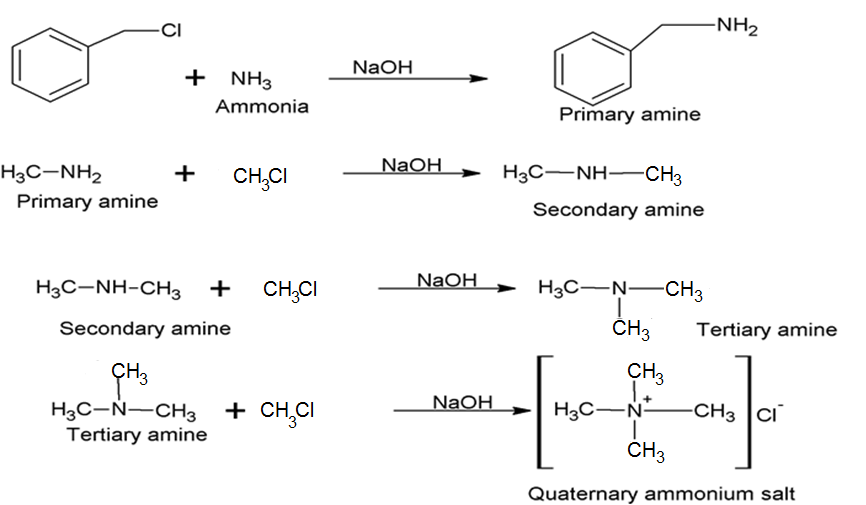 Cl
+ NH₃ NaOH NH₂
Ammonia
Primary amine
H₃C–NH₂ + CH₃Cl NaOH H₃C—NH—CH₃
Primary amine
Secondary amine
H₃C–NH–CH₃ + CH₃Cl NaOH H₃C—N—CH₃
CH₃
Secondary amine
Tertiary amine
CH₃
H₃C–N—CH₃ + CH₃Cl NaOH
Tertiary amine
CH₃
[H₃C—N⁺—CH₃] Cl⁻
CH₃
Quaternary ammonium salt